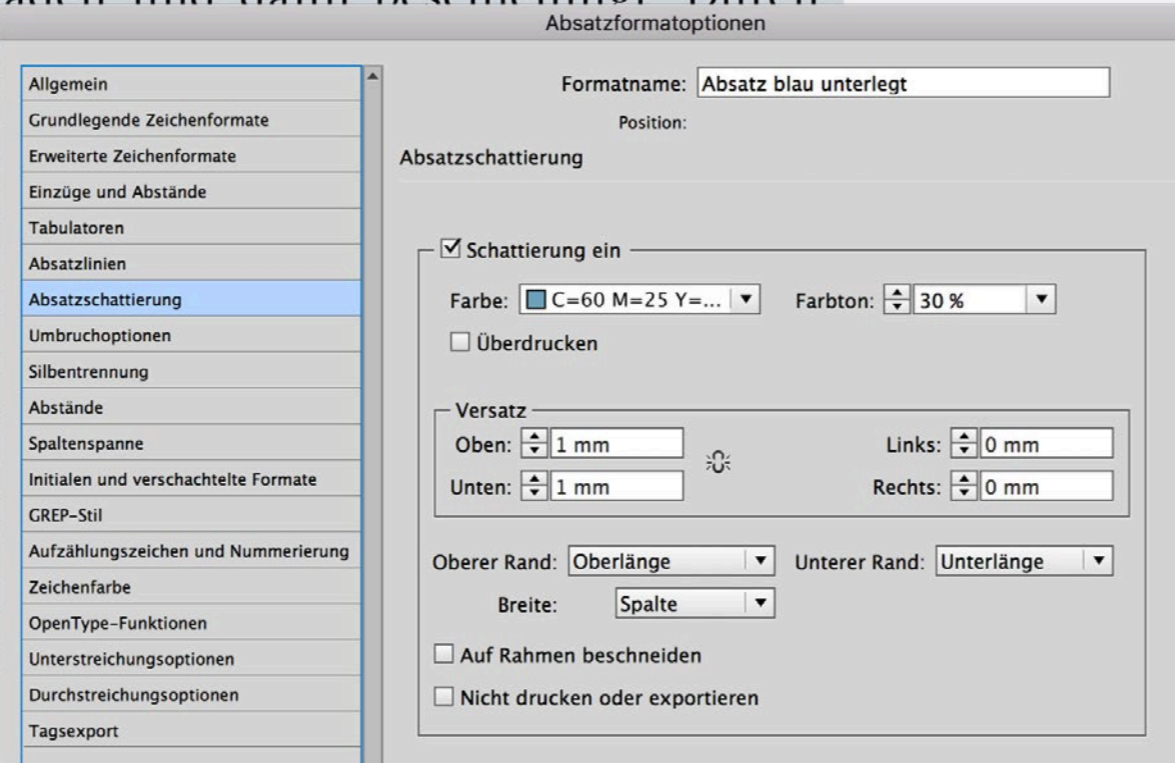 Absatzformatoptionen
Allgemein
Grundlegende Zeichenformate
Erweiterte Zeichenformate
Einzüge und Abstände
Tabulatoren
Absatzlinien
Absatzschattierung
Umbruchoptionen
Silbentrennung
Abstände
Spaltenspanne
Initialen und verschachtelte Formate
GREP-Stil
Aufzählungszeichen und Nummerierung
Zeichenfarbe
OpenType-Funktionen
Unterstreichungsoptionen
Durchstreichungsoptionen
Tagsexport
Formatname: Absatz blau unterlegt
Position:
Absatzschattierung
Schattierung ein
Farbe: C=60 M=25 Y=... Farbton: 30 %
Überdrucken
Versatz
Oben: 1 mm Links: 0 mm
Unten: 1 mm Rechts: 0 mm
Oberer Rand: Oberlänge Unterer Rand: Unterlänge
Breite: Spalte
Auf Rahmen beschneiden
Nicht drucken oder exportieren